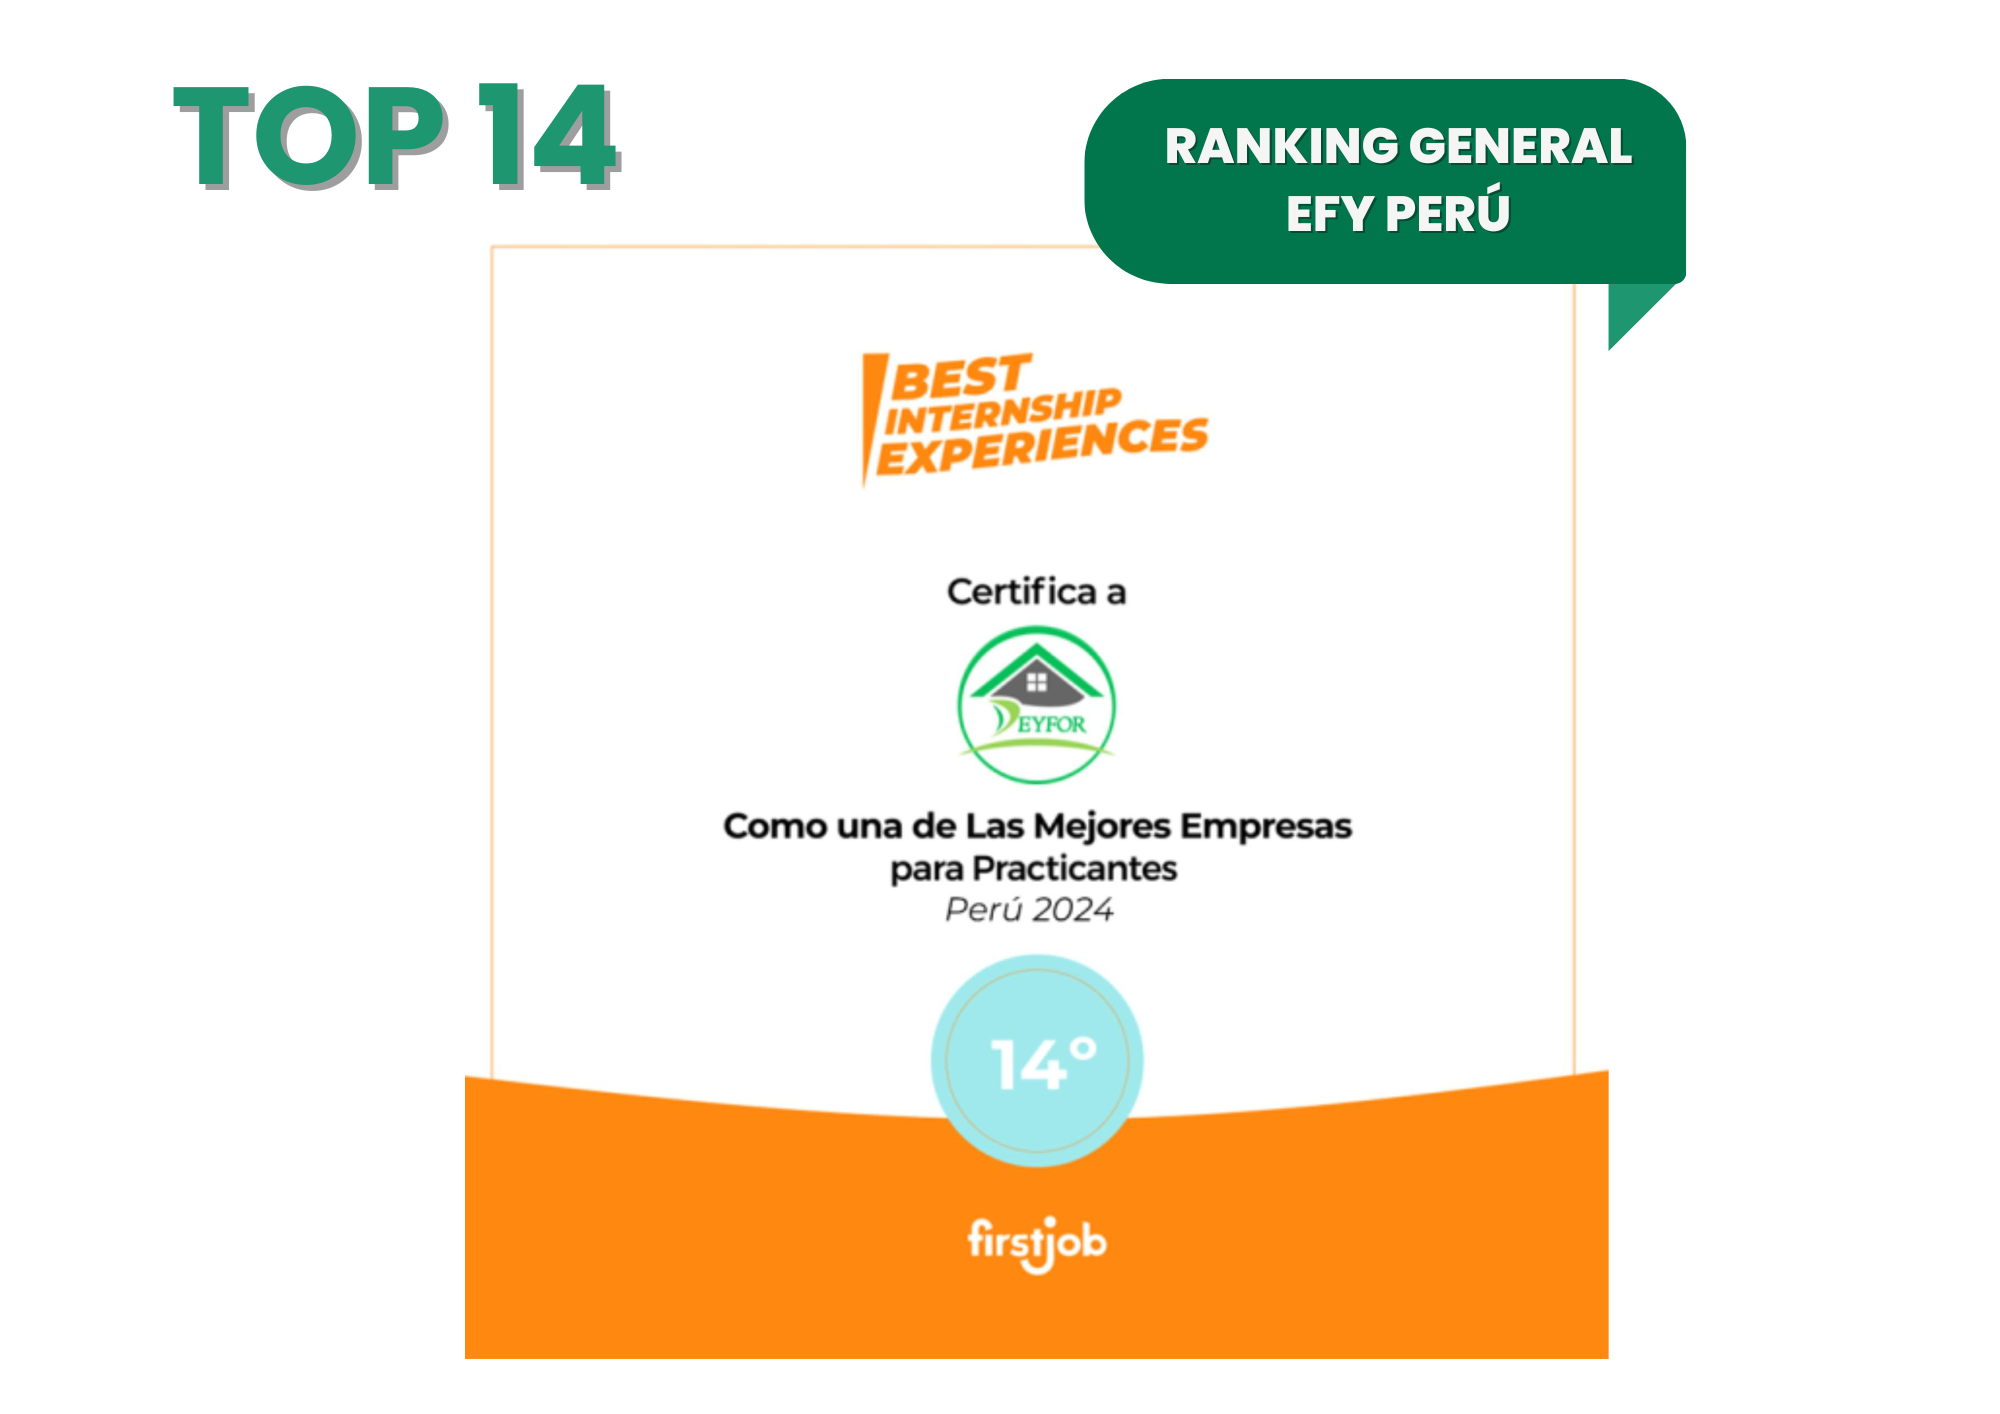 TOP 14
RANKING GENERAL
EFY PERÚ
BEST
INTERNSHIP
EXPERIENCES
Certifica a
DEYFOR
Como una de Las Mejores Empresas
para Practicantes
Perú 2024
14°
firstjob